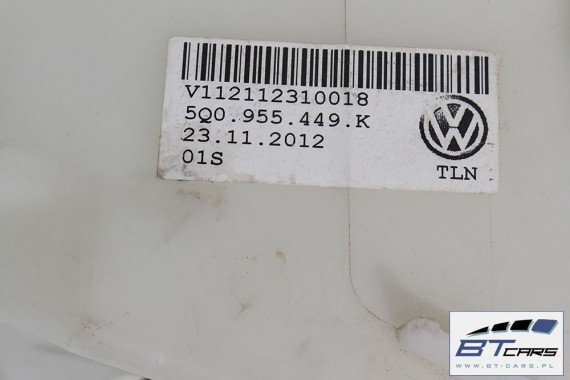 V112112310018
5Q0.955.449.K
23.11.2012
01S
TLN
BTCARS
WWW.BT-CARS.PL